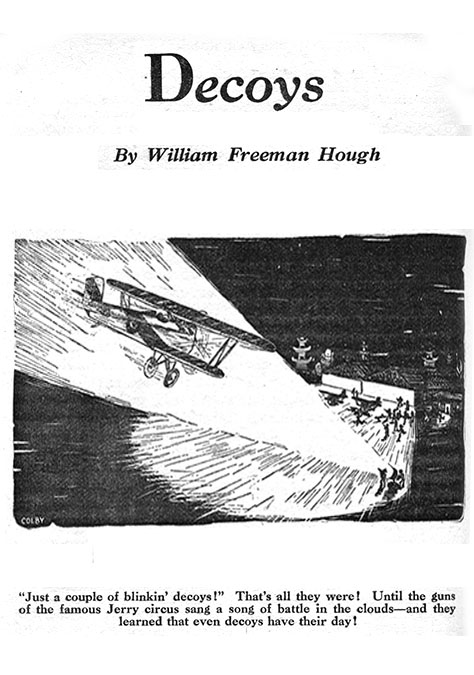 Decoys
By William Freeman Hough
COLBY
“Just a couple of blinkin’ decoys!” That’s all they were! Until the guns
of the famous Jerry circus sang a song of battle in the clouds—and they
learned that even decoys have their day!